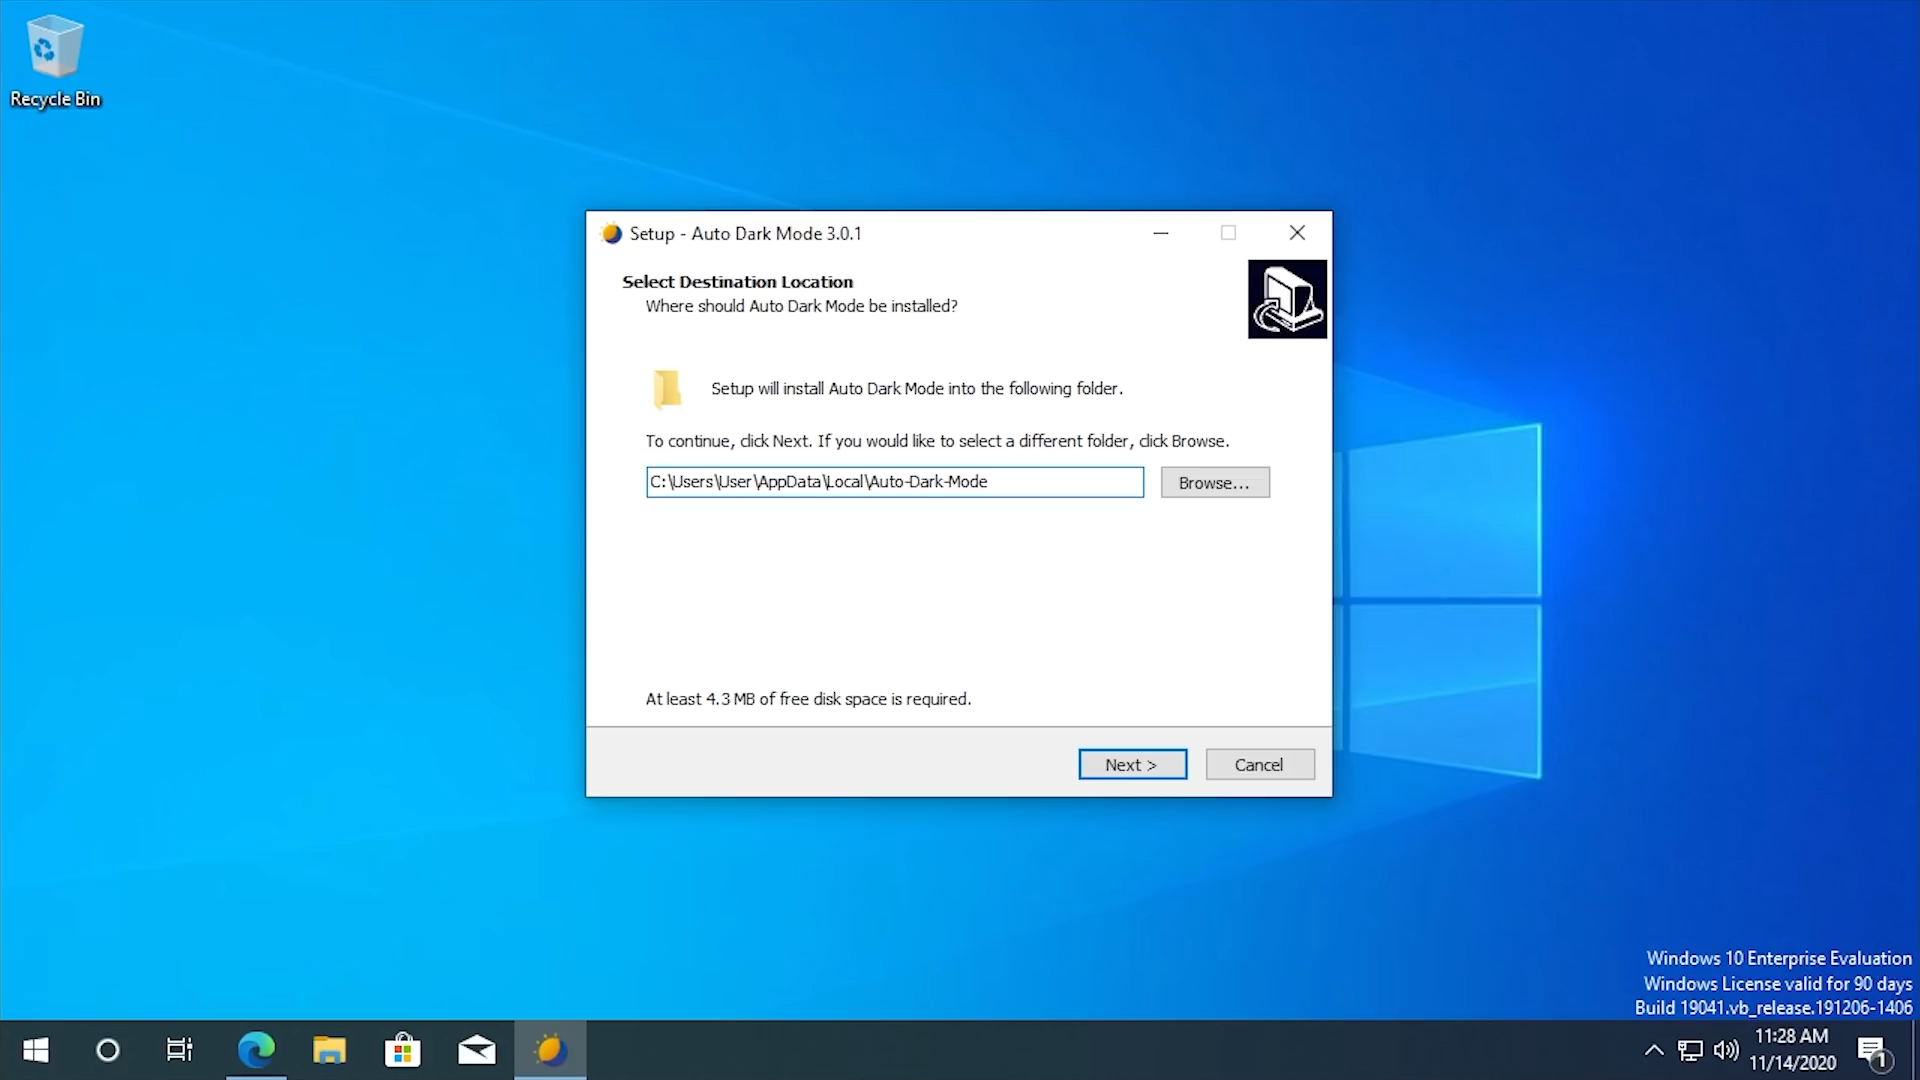 Recycle Bin
Setup - Auto Dark Mode 3.0.1
Select Destination Location
Where should Auto Dark Mode be installed?
Setup will install Auto Dark Mode into the following folder.
To continue, click Next. If you would like to select a different folder, click Browse.
C:\Users\User\AppData\Local\Auto-Dark-Mode
Browse...
At least 4.3 MB of free disk space is required.
Next >
Cancel
Windows 10 Enterprise Evaluation
Windows License valid for 90 days
Build 19041.vb_release.191206-1406
11:28 AM
11/14/2020
1